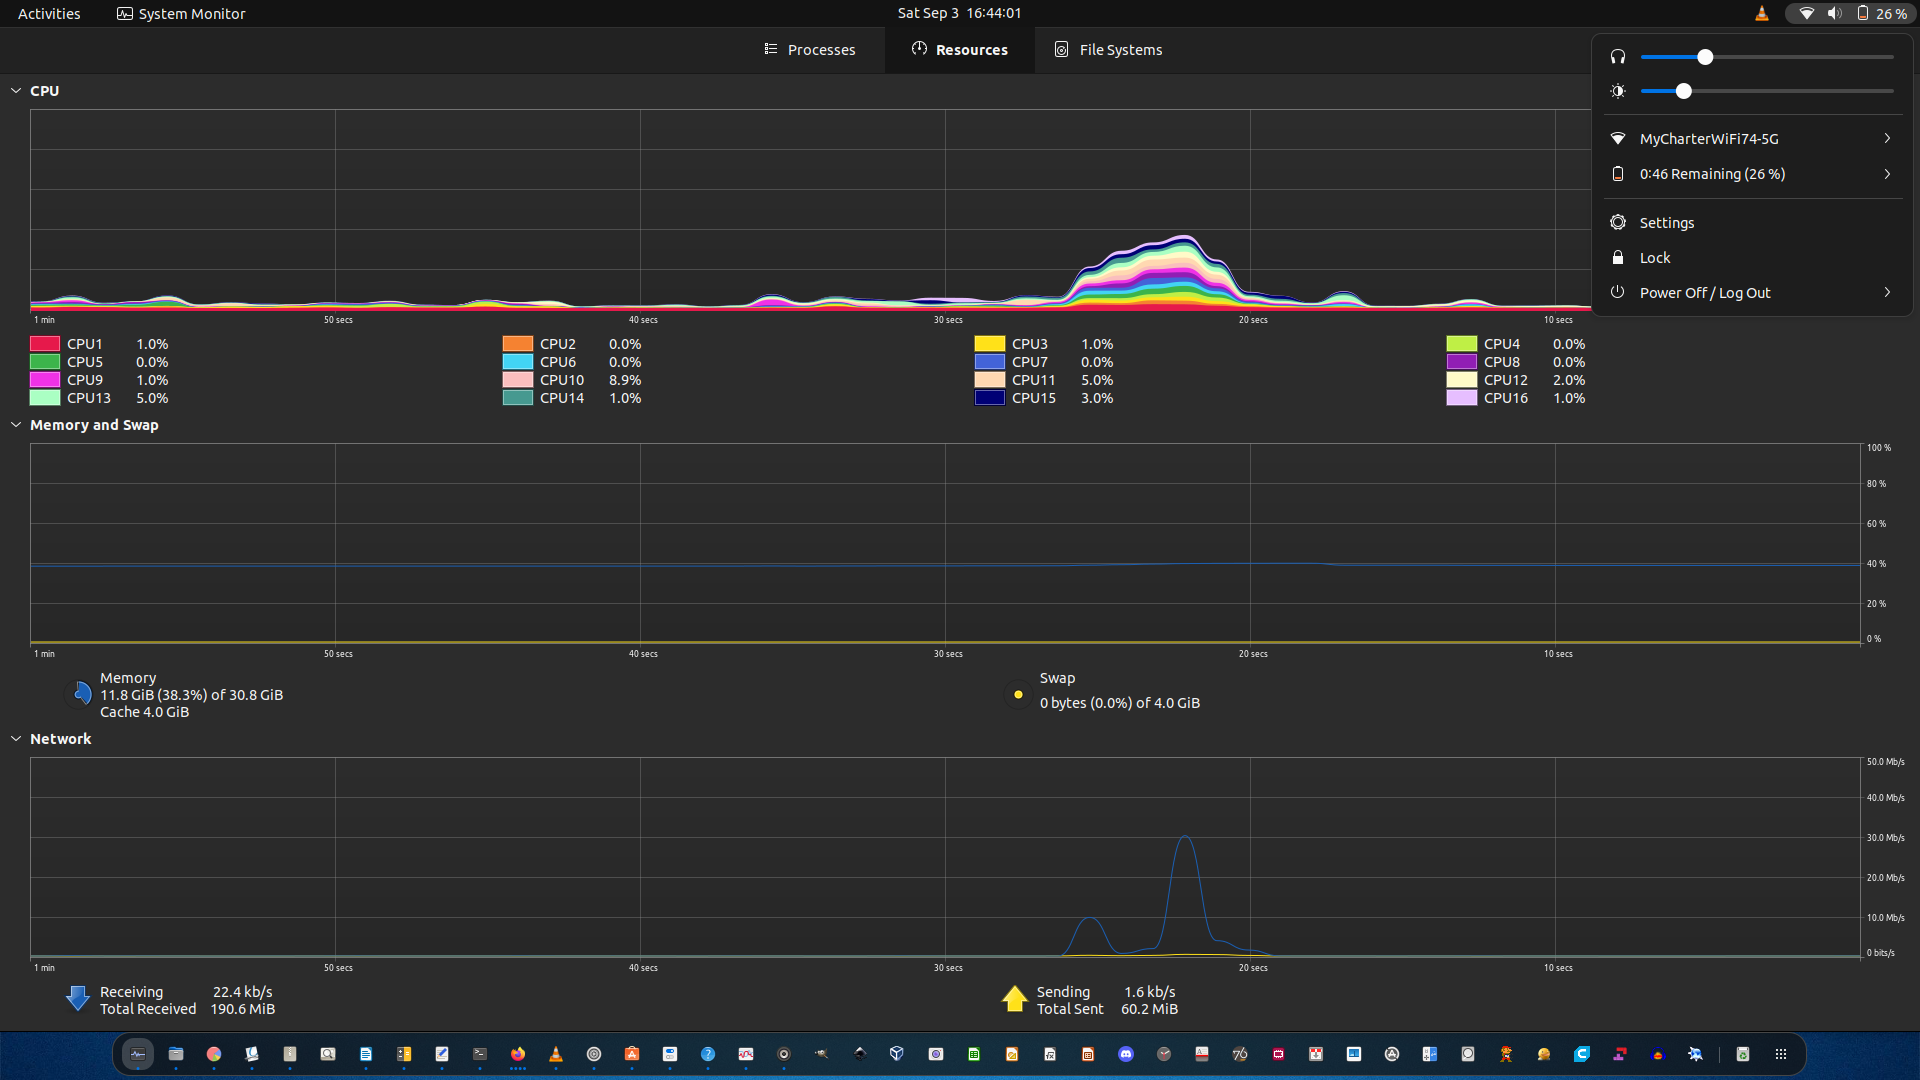 Activities
System Monitor
Sat Sep 3 16:44:01
26 %
Processes
Resources
File Systems
MyCharterWiFi74-5G
0:46 Remaining (26 %)
Settings
Lock
Power Off / Log Out
CPU
1 min
50 secs
40 secs
30 secs
20 secs
10 secs
CPU1 1.0%
CPU2 0.0%
CPU3 1.0%
CPU4 0.0%
CPU5 0.0%
CPU6 0.0%
CPU7 0.0%
CPU8 0.0%
CPU9 1.0%
CPU10 8.9%
CPU11 5.0%
CPU12 2.0%
CPU13 5.0%
CPU14 1.0%
CPU15 3.0%
CPU16 1.0%
Memory and Swap
100 %
80 %
60 %
40 %
20 %
0 %
1 min
50 secs
40 secs
30 secs
20 secs
10 secs
Memory
11.8 GiB (38.3%) of 30.8 GiB
Cache 4.0 GiB
Swap
0 bytes (0.0%) of 4.0 GiB
Network
50.0 Mb/s
40.0 Mb/s
30.0 Mb/s
20.0 Mb/s
10.0 Mb/s
0 bits/s
1 min
50 secs
40 secs
30 secs
20 secs
10 secs
Receiving 22.4 kb/s
Total Received 190.6 MiB
Sending 1.6 kb/s
Total Sent 60.2 MiB